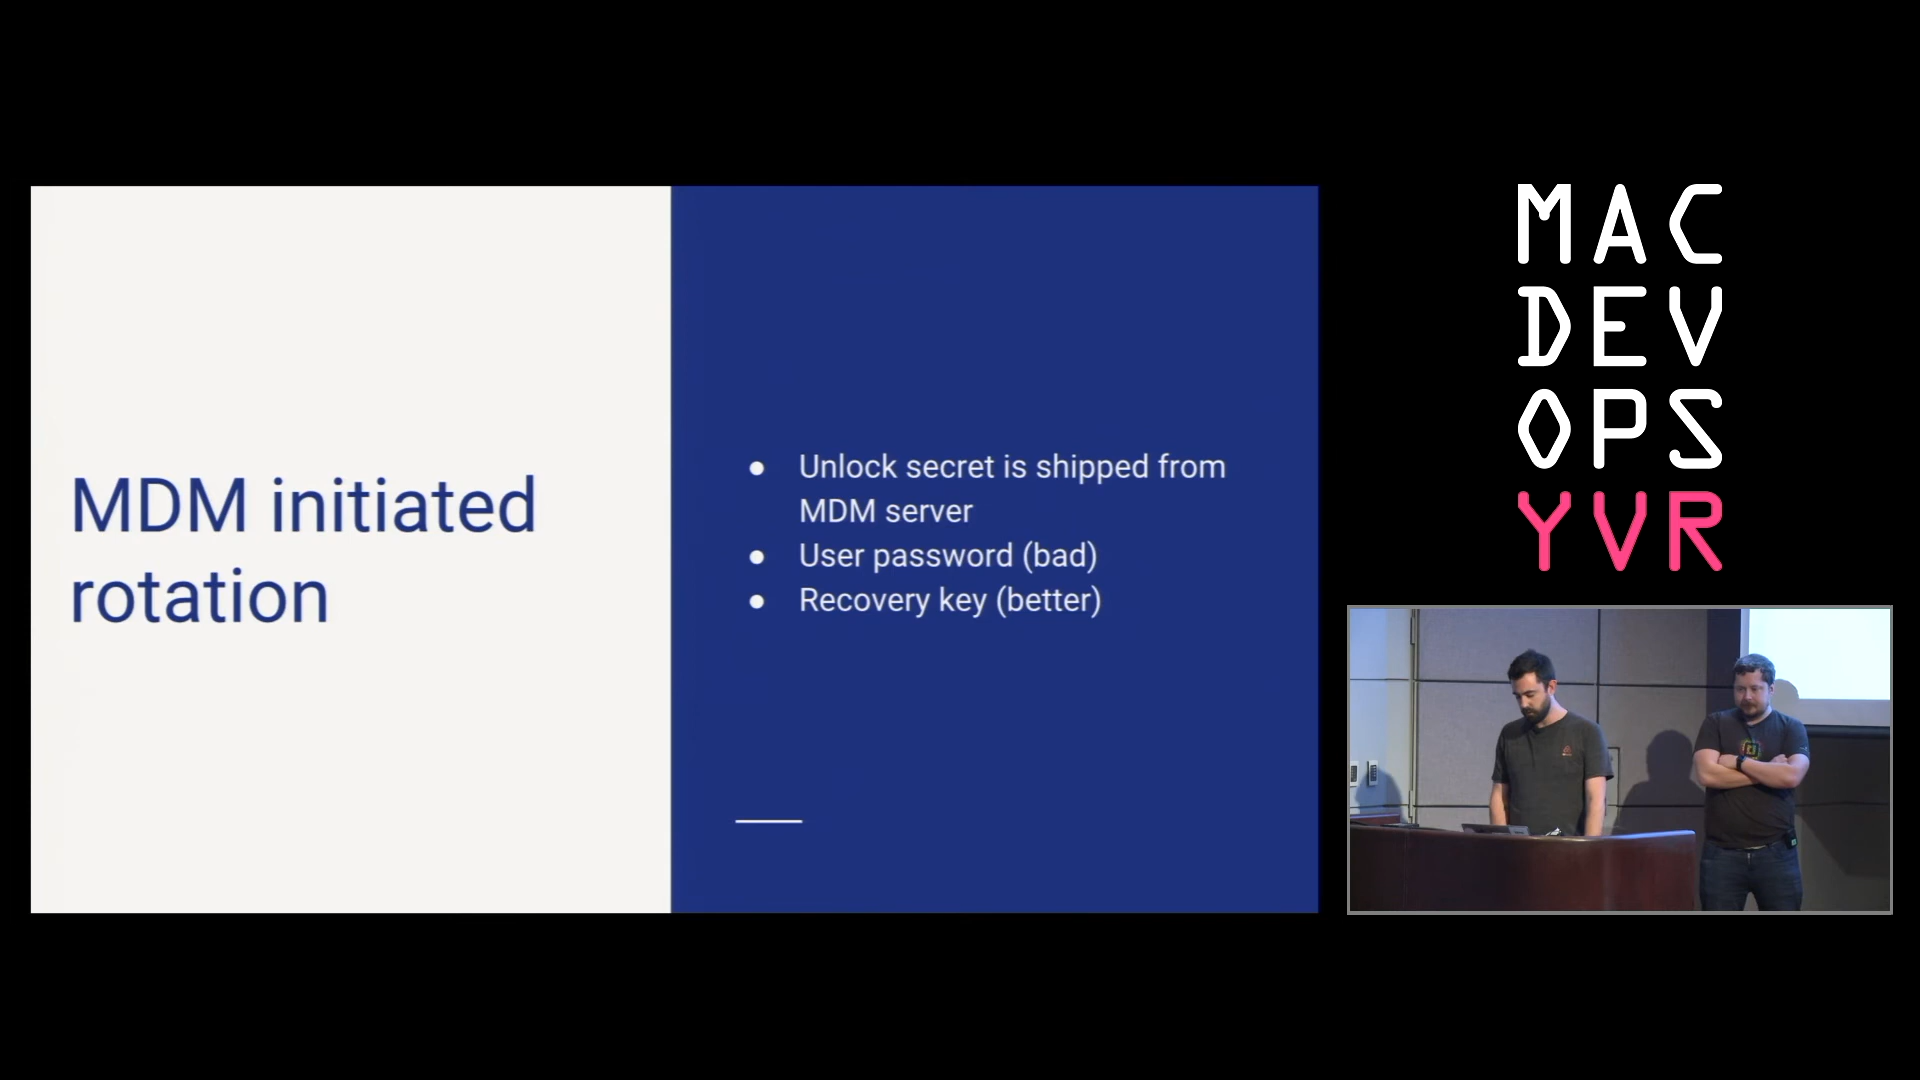 MDM initiated
rotation
● Unlock secret is shipped from
MDM server
● User password (bad)
● Recovery key (better)
MAC
DEV
OPS
YVR